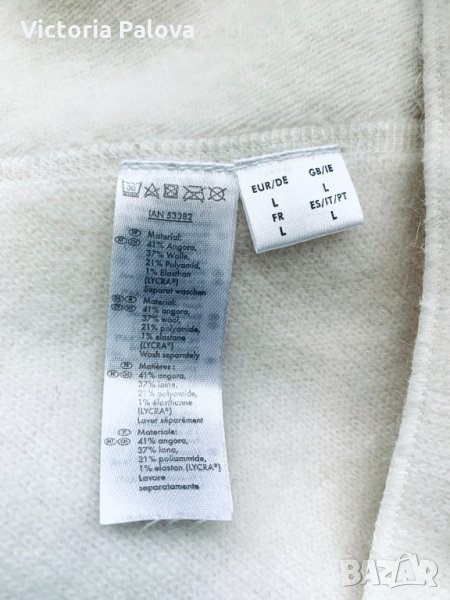 Victoria Palova
IAN 53382
Material:
41% Angora,
37% Wolle,
21% Polyamid,
1% Elasthan
(LYCRA®)
Separat waschen
Material:
41% angora,
37% wool,
21% polyamide,
1% elastane
(LYCRA®)
Wash separately
Matières:
41% angora,
37% laine,
21% polyamide,
1% élasthanne
(LYCRA®)
Laver séparément
Materiale:
41% angora,
37% lana,
21% poliammide,
1% elastan (LYCRA®)
Lavare
separatamente
EUR/DE
L
FR
L
GB/IE
L
ES/IT/PT
L
BAZAR